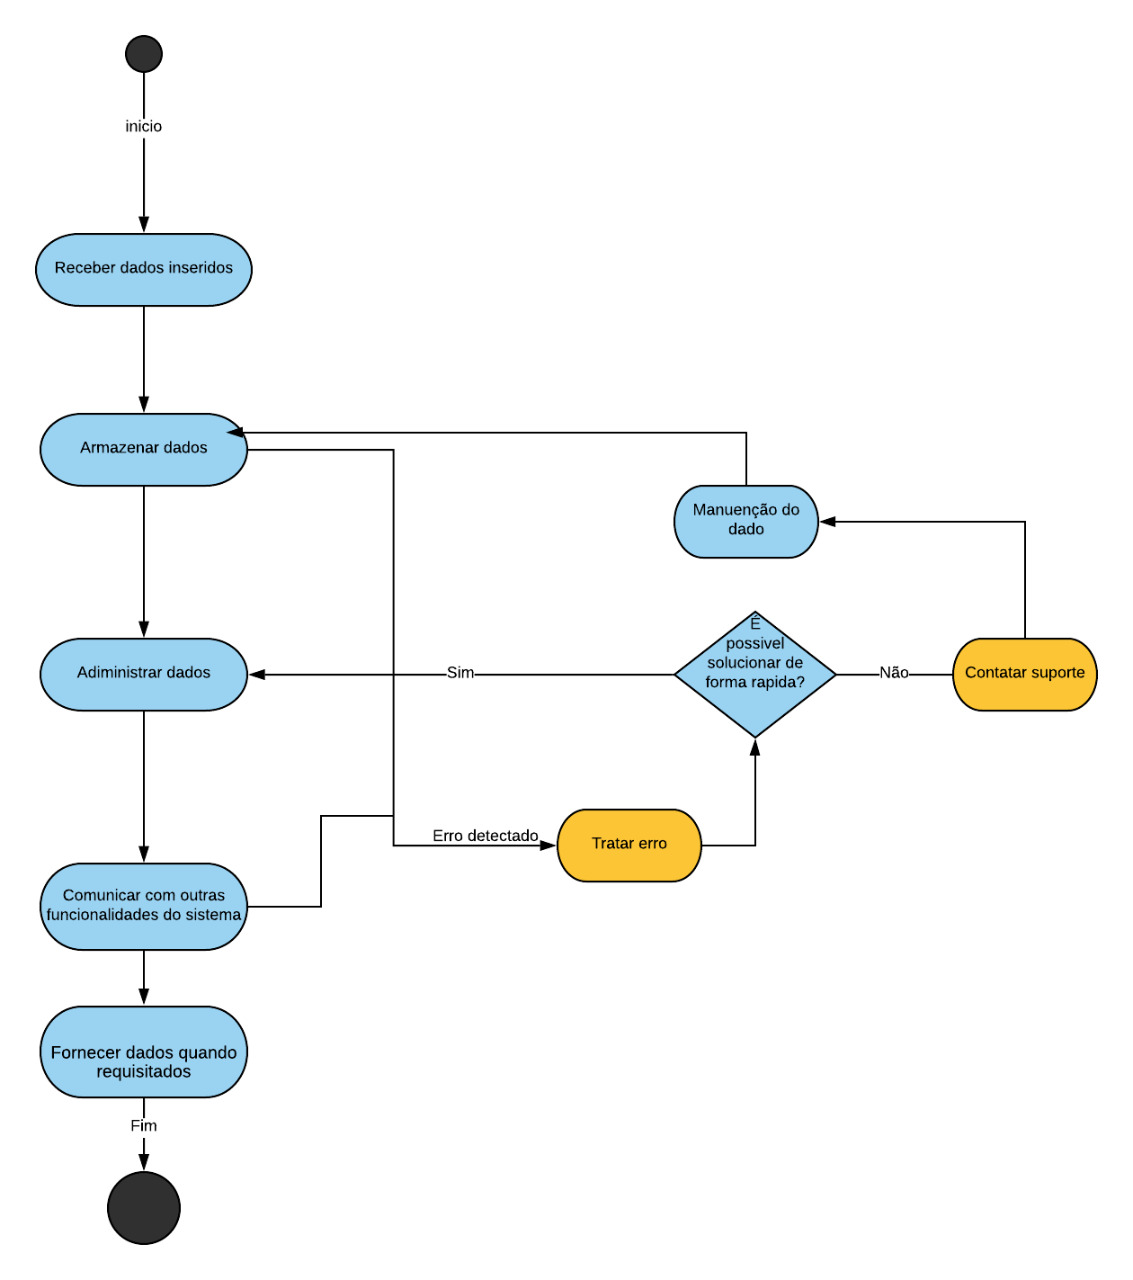 inicio
Receber dados inseridos
Armazenar dados
Manuenção do
dado
É
possivel
solucionar de
forma rapida?
Adiministrar dados
Sim
Não
Contatar suporte
Erro detectado
Tratar erro
Comunicar com outras
funcionalidades do sistema
Fornecer dados quando
requisitados
Fim